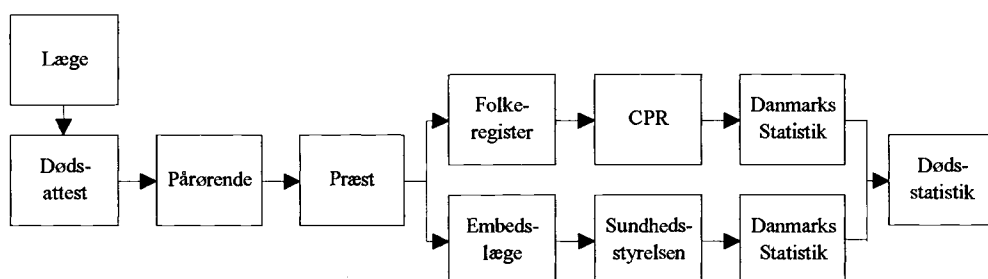 Læge
Døds-
attest
Pårørende
Præst
Folke-
register
CPR
Danmarks
Statistik
Embeds-
læge
Sundheds-
styrelsen
Danmarks
Statistik
Døds-
statistik